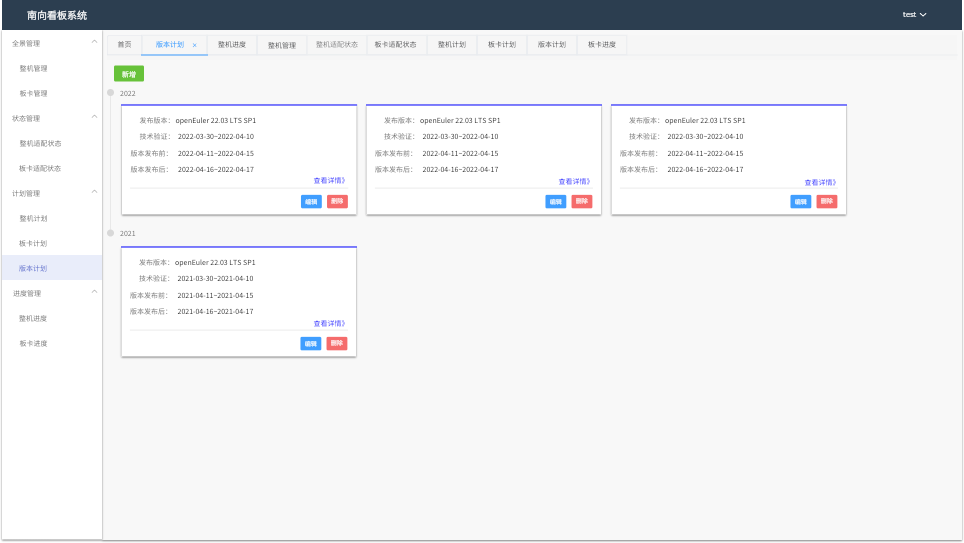 南向看板系统
test
全景管理
整机管理
板卡管理
状态管理
整机适配状态
板卡适配状态
计划管理
整机计划
板卡计划
版本计划
进度管理
整机进度
板卡进度
首页
版本计划 ×
整机进度
整机管理
整机适配状态
板卡适配状态
整机计划
板卡计划
版本计划
板卡进度
新增
2022
发布版本: openEuler 22.03 LTS SP1
技术验证: 2022-03-30~2022-04-10
版本发布前: 2022-04-11~2022-04-15
版本发布后: 2022-04-16~2022-04-17
查看详情》
编辑 删除
发布版本: openEuler 22.03 LTS SP1
技术验证: 2022-03-30~2022-04-10
版本发布前: 2022-04-11~2022-04-15
版本发布后: 2022-04-16~2022-04-17
查看详情》
编辑 删除
发布版本: openEuler 22.03 LTS SP1
技术验证: 2022-03-30~2022-04-10
版本发布前: 2022-04-11~2022-04-15
版本发布后: 2022-04-16~2022-04-17
查看详情》
编辑 删除
2021
发布版本: openEuler 22.03 LTS SP1
技术验证: 2021-03-30~2021-04-10
版本发布前: 2021-04-11~2021-04-15
版本发布后: 2021-04-16~2021-04-17
查看详情》
编辑 删除